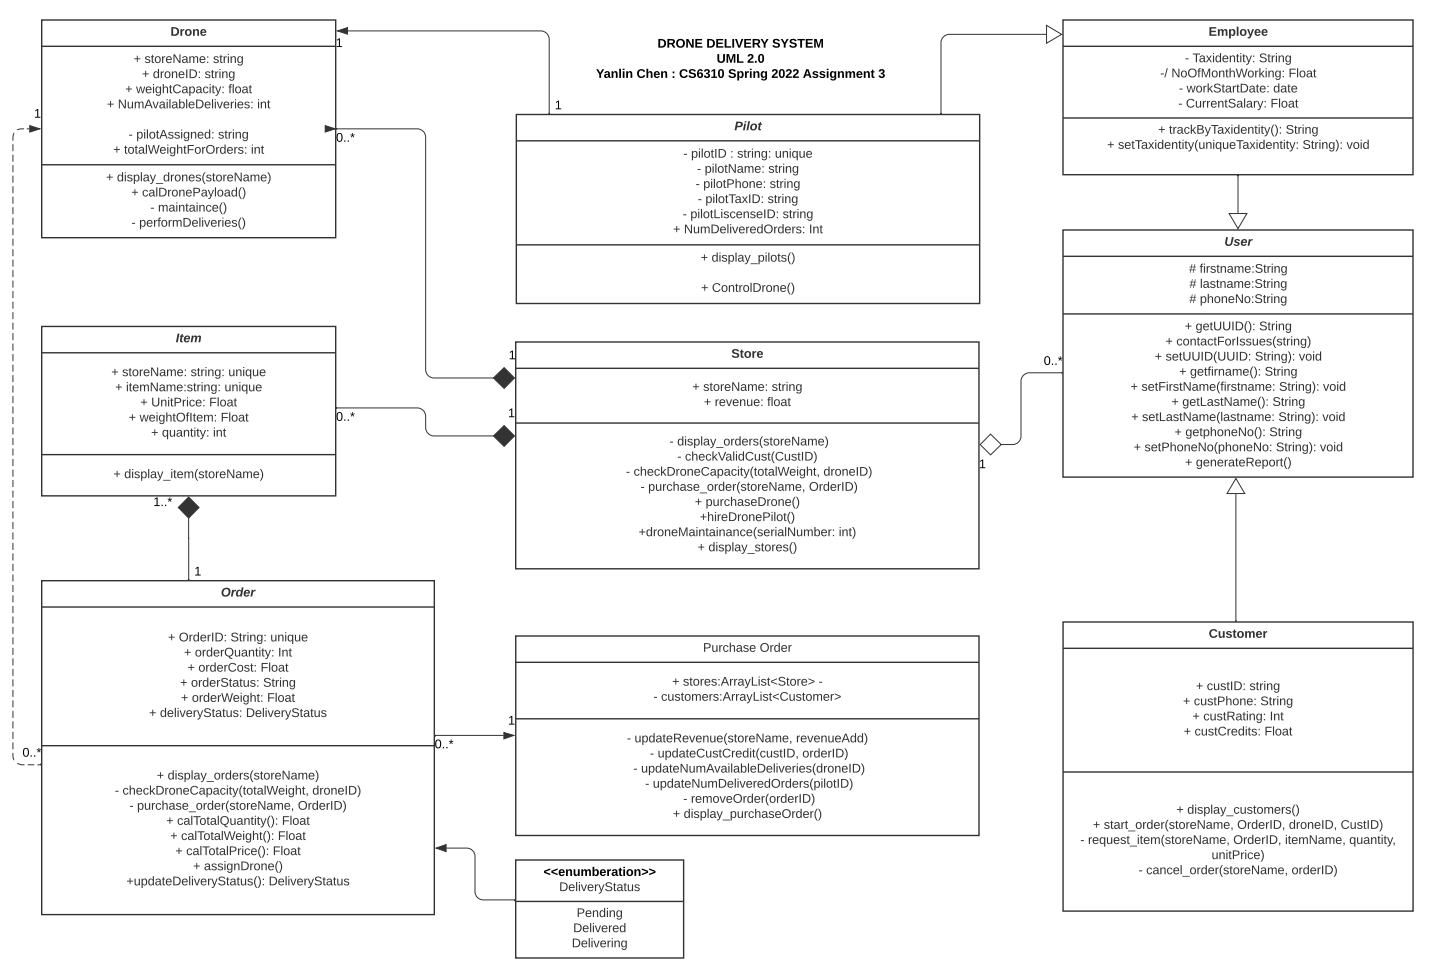 DRONE DELIVERY SYSTEM
UML 2.0
Yanlin Chen : CS6310 Spring 2022 Assignment 3
Drone
+ storeName: string
+ droneID: string
+ weightCapacity: float
+ NumAvailableDeliveries: int
- pilotAssigned: string
+ totalWeightForOrders: int
+ display_drones(storeName)
+ calDronePayload()
- maintaince()
- performDeliveries()
1
1
0..*
1
Pilot
- pilotID : string: unique
- pilotName: string
- pilotPhone: string
- pilotTaxID: string
- pilotLiscenseID: string
+ NumDeliveredOrders: Int
+ display_pilots()
+ ControlDrone()
Employee
- Taxidentity: String
-/ NoOfMonthWorking: Float
- workStartDate: date
- CurrentSalary: Float
+ trackByTaxidentity(): String
+ setTaxidentity(uniqueTaxidentity: String): void
User
# firstname:String
# lastname:String
# phoneNo:String
+ getUUID(): String
+ contactForIssues(string)
+ setUUID(UUID: String): void
+ getfirname(): String
+ setFirstName(firstname: String): void
+ getLastName(): String
+ setLastName(lastname: String): void
+ getphoneNo(): String
+ setPhoneNo(phoneNo: String): void
+ generateReport()
0..*
Item
+ storeName: string: unique
+ itemName:string: unique
+ UnitPrice: Float
+ weightOfItem: Float
+ quantity: int
+ display_item(storeName)
0..*
1..*
1
Store
+ storeName: string
+ revenue: float
- display_orders(storeName)
- checkValidCust(CustID)
- checkDroneCapacity(totalWeight, droneID)
- purchase_order(storeName, OrderID)
+ purchaseDrone()
+hireDronePilot()
+droneMaintainance(serialNumber: int)
+ display_stores()
1
1
1
Order
+ OrderID: String: unique
+ orderQuantity: Int
+ orderCost: Float
+ orderStatus: String
+ orderWeight: Float
+ deliveryStatus: DeliveryStatus
+ display_orders(storeName)
- checkDroneCapacity(totalWeight, droneID)
- purchase_order(storeName, OrderID)
+ calTotalQuantity(): Float
+ calTotalWeight(): Float
+ calTotalPrice(): Float
+ assignDrone()
+updateDeliveryStatus(): DeliveryStatus
0..*
0..*
1
Purchase Order
+ stores:ArrayList<Store> -
- customers:ArrayList<Customer>
- updateRevenue(storeName, revenueAdd)
- updateCustCredit(custID, orderID)
- updateNumAvailableDeliveries(droneID)
- updateNumDeliveredOrders(pilotID)
- removeOrder(orderID)
+ display_purchaseOrder()
<<enumberation>>
DeliveryStatus
Pending
Delivered
Delivering
Customer
+ custID: string
+ custPhone: String
+ custRating: Int
+ custCredits: Float
+ display_customers()
+ start_order(storeName, OrderID, droneID, CustID)
- request_item(storeName, OrderID, itemName, quantity,
unitPrice)
- cancel_order(storeName, orderID)